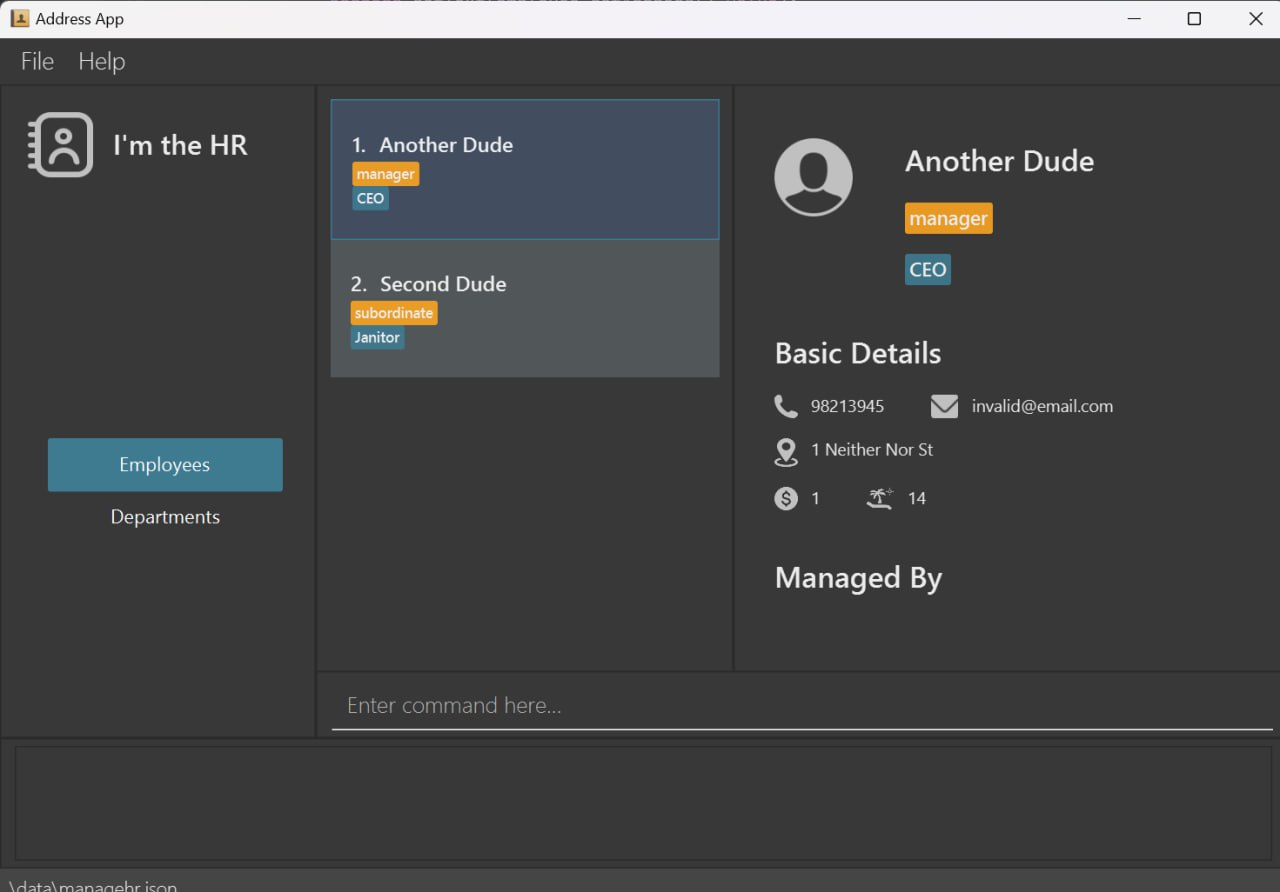 Address App
File Help
I'm the HR
Employees
Departments
1. Another Dude
manager
CEO
2. Second Dude
subordinate
Janitor
Another Dude
manager
CEO
Basic Details
98213945 invalid@email.com
1 Neither Nor St
1 14
Managed By
Enter command here...
\data\managehr.json